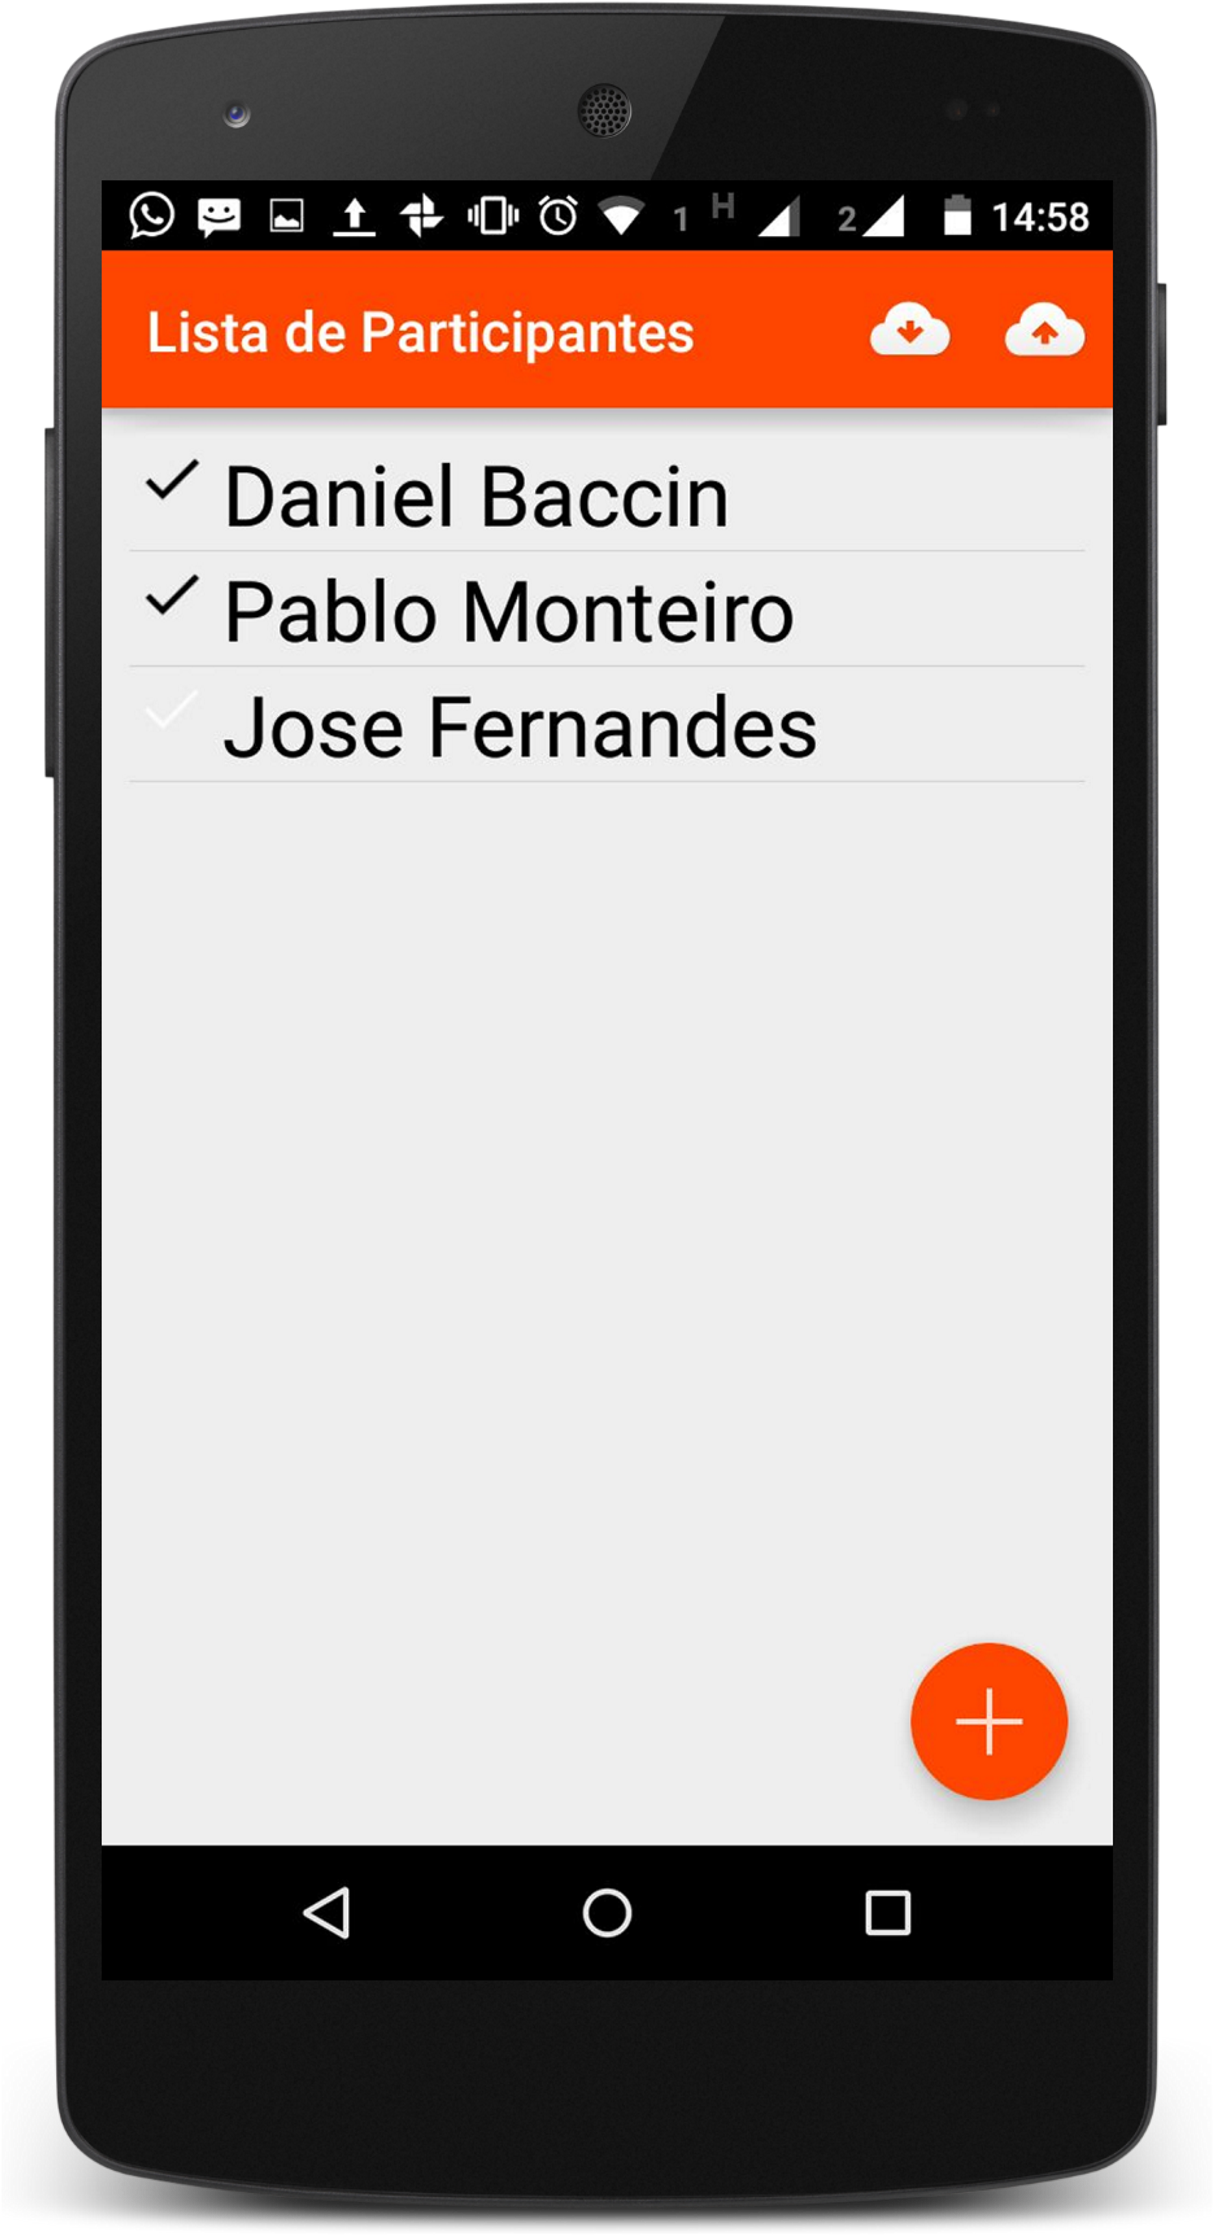 1 H 2 14:58
Lista de Participantes
Daniel Baccin
Pablo Monteiro
Jose Fernandes